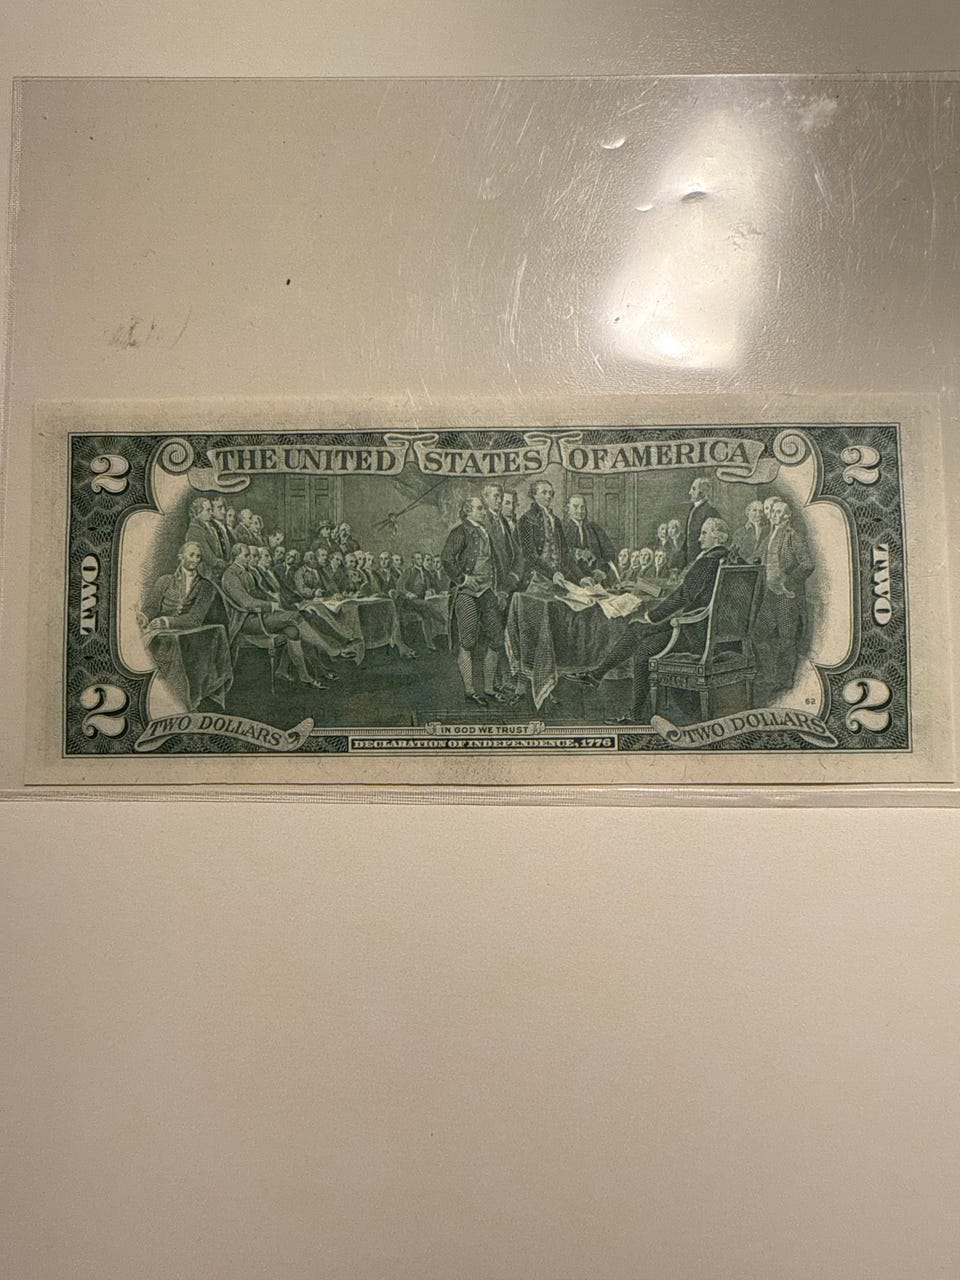 THE UNITED STATES OF AMERICA
2
2
TWO
TWO
62
2
2
TWO DOLLARS
TWO DOLLARS
IN GOD WE TRUST
DECLARATION OF INDEPENDENCE, 1776